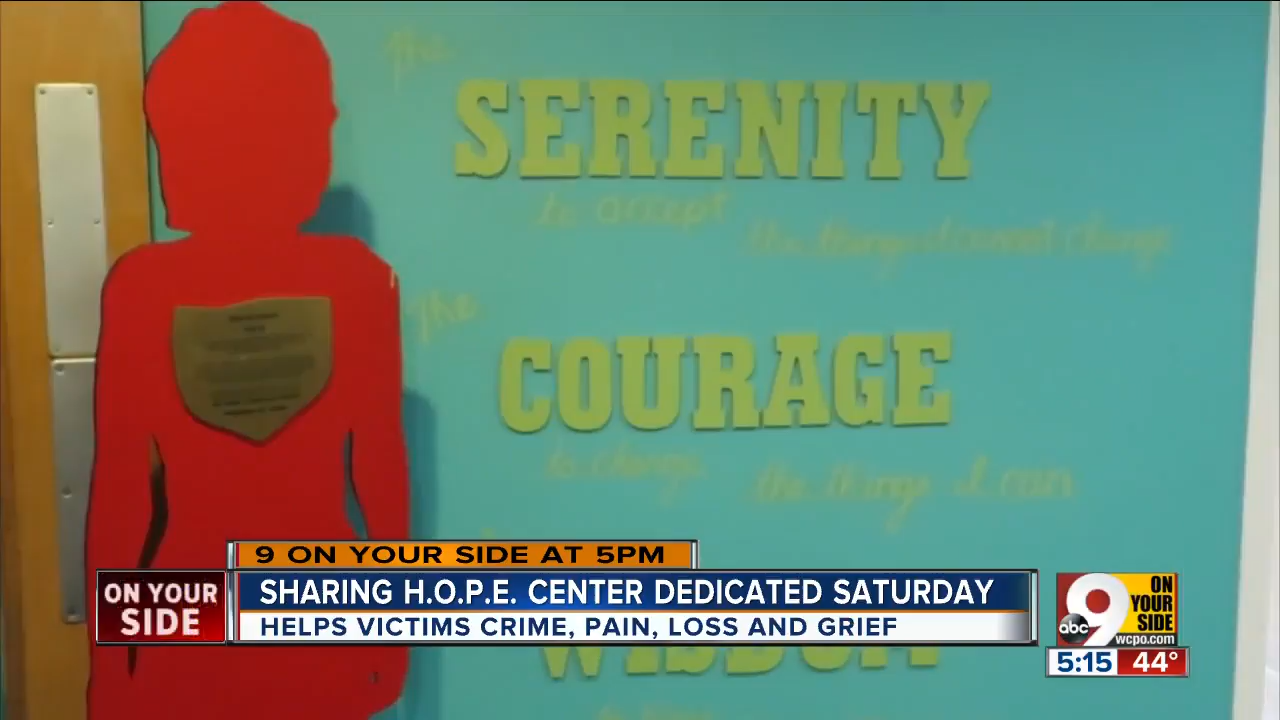 the
SERENITY
to accept
the things I cannot change
the
COURAGE
to change
the things I can
WISDOM
9 ON YOUR SIDE AT 5PM
ON YOUR SIDE
SHARING H.O.P.E. CENTER DEDICATED SATURDAY
HELPS VICTIMS CRIME, PAIN, LOSS AND GRIEF
abc 9 ON YOUR SIDE
wcpo.com
5:15 44°